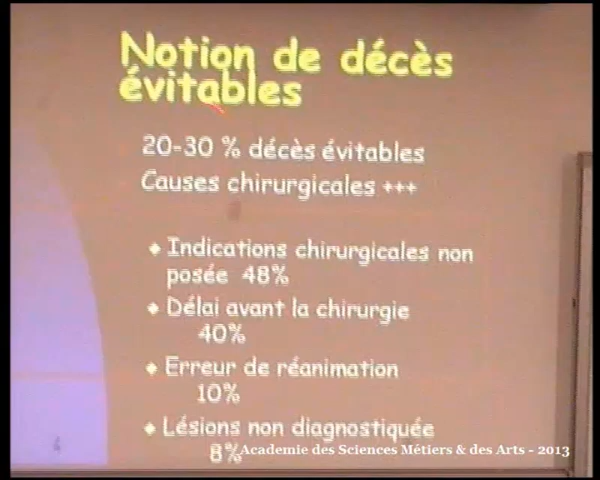 Notion de décès
évitables
20-30 % décès évitables
Causes chirurgicales +++
◆ Indications chirurgicales non
posée 48%
◆ Délai avant la chirurgie
40%
◆ Erreur de réanimation
10%
◆ Lésions non diagnostiquée
8%
Academie des Sciences Métiers & des Arts - 2013